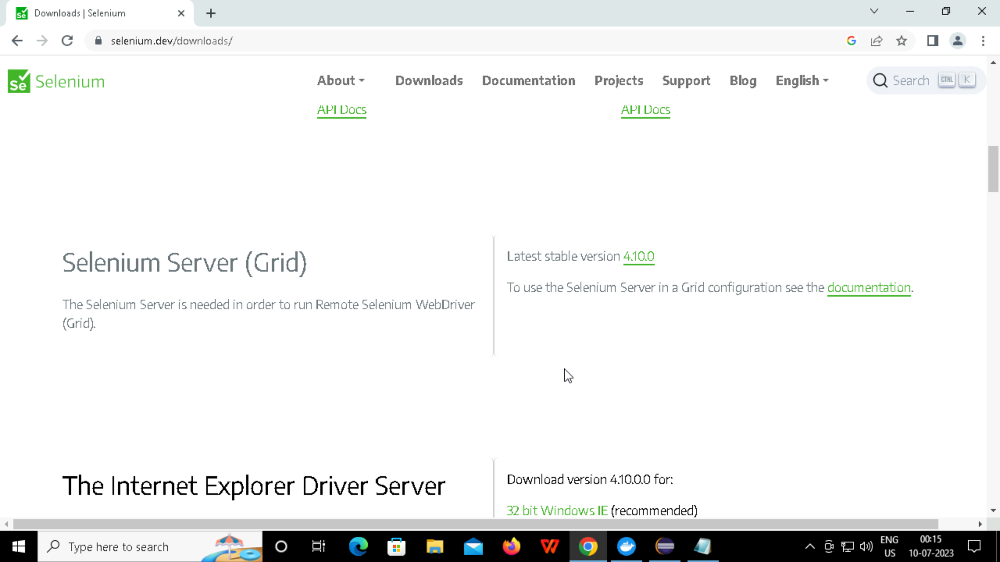 Downloads | Selenium
selenium.dev/downloads/
Se Selenium
About Downloads Documentation Projects Support Blog English Search CTRL K
API Docs API Docs
Selenium Server (Grid)
The Selenium Server is needed in order to run Remote Selenium WebDriver
(Grid).
Latest stable version 4.10.0
To use the Selenium Server in a Grid configuration see the documentation.
The Internet Explorer Driver Server
Download version 4.10.0.0 for:
32 bit Windows IE (recommended)
Type here to search
ENG
US
00:15
10-07-2023